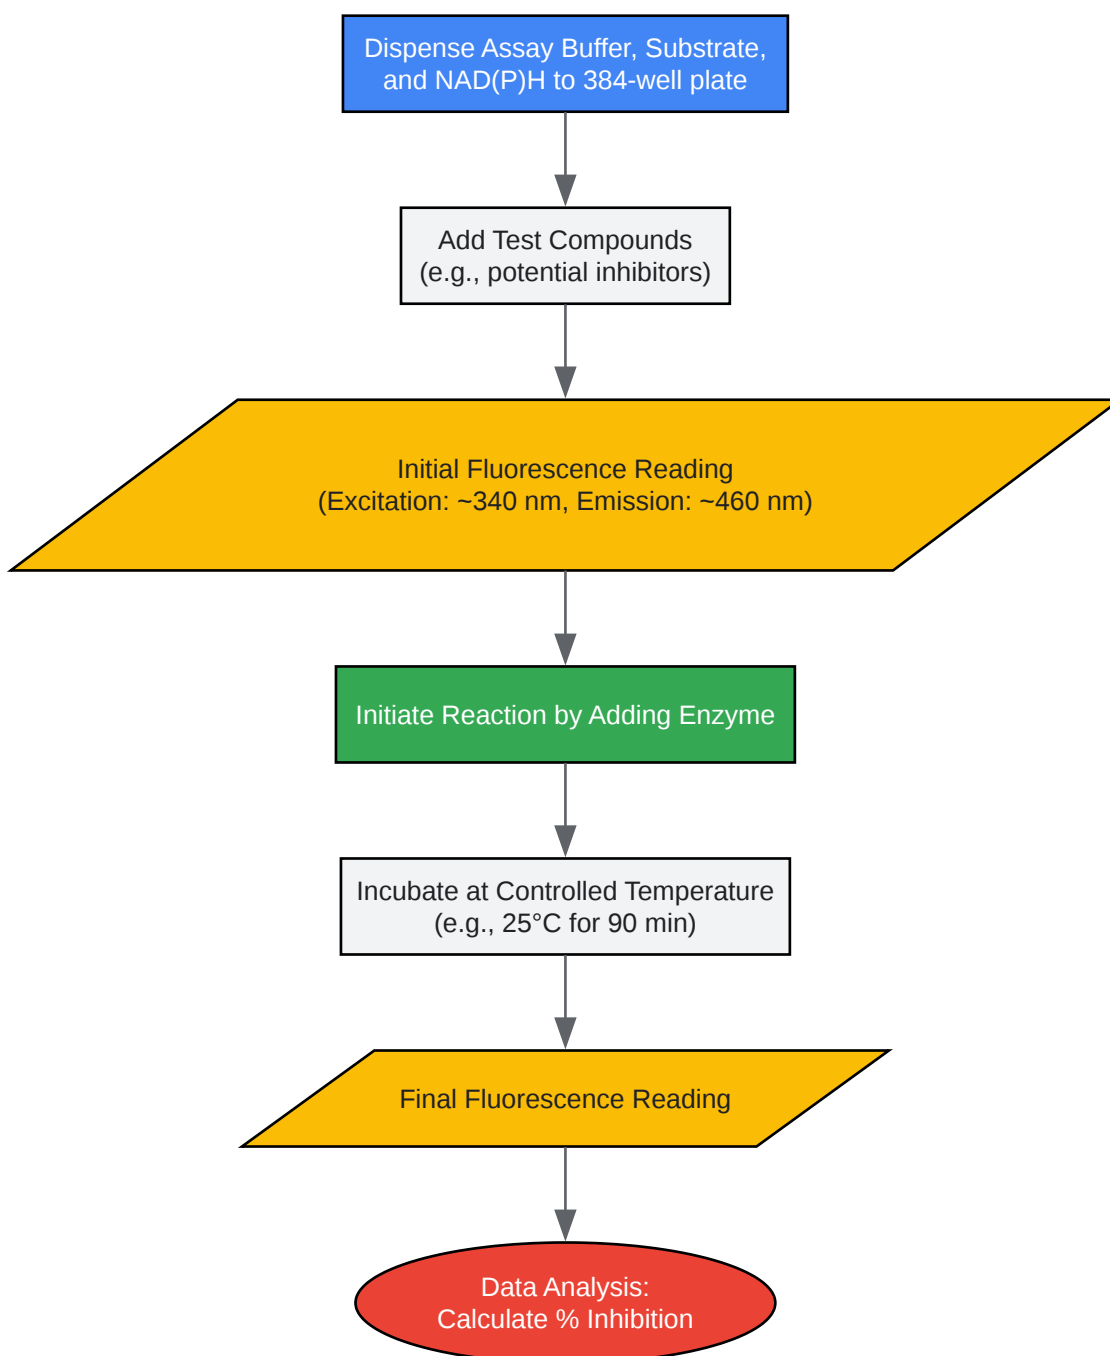 Dispense Assay Buffer, Substrate,
and NAD(P)H to 384-well plate
Add Test Compounds
(e.g., potential inhibitors)
Initial Fluorescence Reading
(Excitation: ~340 nm, Emission: ~460 nm)
Initiate Reaction by Adding Enzyme
Incubate at Controlled Temperature
(e.g., 25°C for 90 min)
Final Fluorescence Reading
Data Analysis:
Calculate % Inhibition